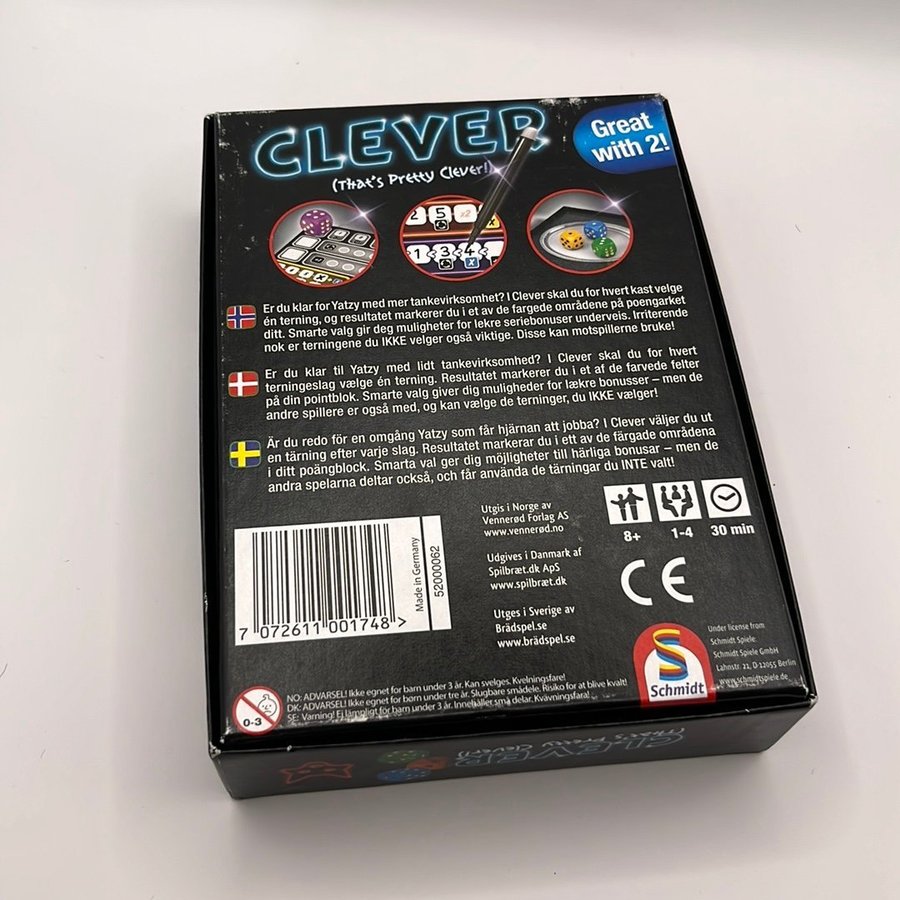 CLEVER
(That's Pretty Clever!)
Great
with 2!
2 5 x2
1 3 4
Er du klar for Yatzy med mer tankevirksomhet? I Clever skal du for hvert kast velge
én terning, og resultatet markerer du i et av de fargede områdene på poengarket
ditt. Smarte valg gir deg muligheter for lekre seriebonuser underveis. Irriterende
nok er terningene du IKKE velger også viktige. Disse kan motspillerne bruke!
Er du klar til Yatzy med lidt tankevirksomhed? I Clever skal du for hvert
terningeslag vælge én terning. Resultatet markerer du i et af de farvede felter
på din pointblok. Smarte valg giver dig muligheder for lækre bonusser – men de
andre spillere er også med, og kan vælge de terninger, du IKKE vælger!
Är du redo för en omgång Yatzy som får hjärnan att jobba? I Clever väljer du ut
en tärning efter varje slag. Resultatet markerar du i ett av de färgade områdena
i ditt poängblock. Smarta val ger dig möjligheter till härliga bonusar – men de
andra spelarna deltar också, och får använda de tärningar du INTE valt!
Utgis i Norge av
Vennerød Forlag AS
www.vennerød.no
Udgives i Danmark af
Spilbræt.dk ApS
www.spilbræt.dk
Utges i Sverige av
Brädspel.se
www.brädspel.se
8+ 1-4 30 min
CE
Made in Germany
52000062
7 072611 001748 >
Schmidt
Under license from
Schmidt Spiele.
Schmidt Spiele GmbH
Lahnstr. 21, D-12055 Berlin
www.schmidtspiele.de
0-3
NO: ADVARSEL! Ikke egnet for barn under 3 år. Kan svelges. Kvelningsfare!
DK: ADVARSEL! Ikke egnet for børn under tre år. Slugbare smådele. Risiko for at blive kvalt!
SE: Varning! Ej lämpligt för barn under 3 år. Innehåller små delar. Kvävningsfara!
CLEVER
(That's Pretty Clever!)